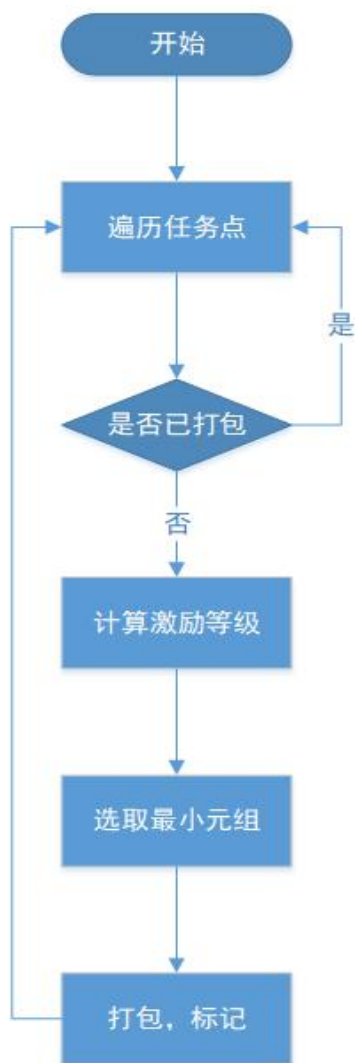 开始
遍历任务点
是
是否已打包
否
计算激励等级
选取最小元组
打包，标记